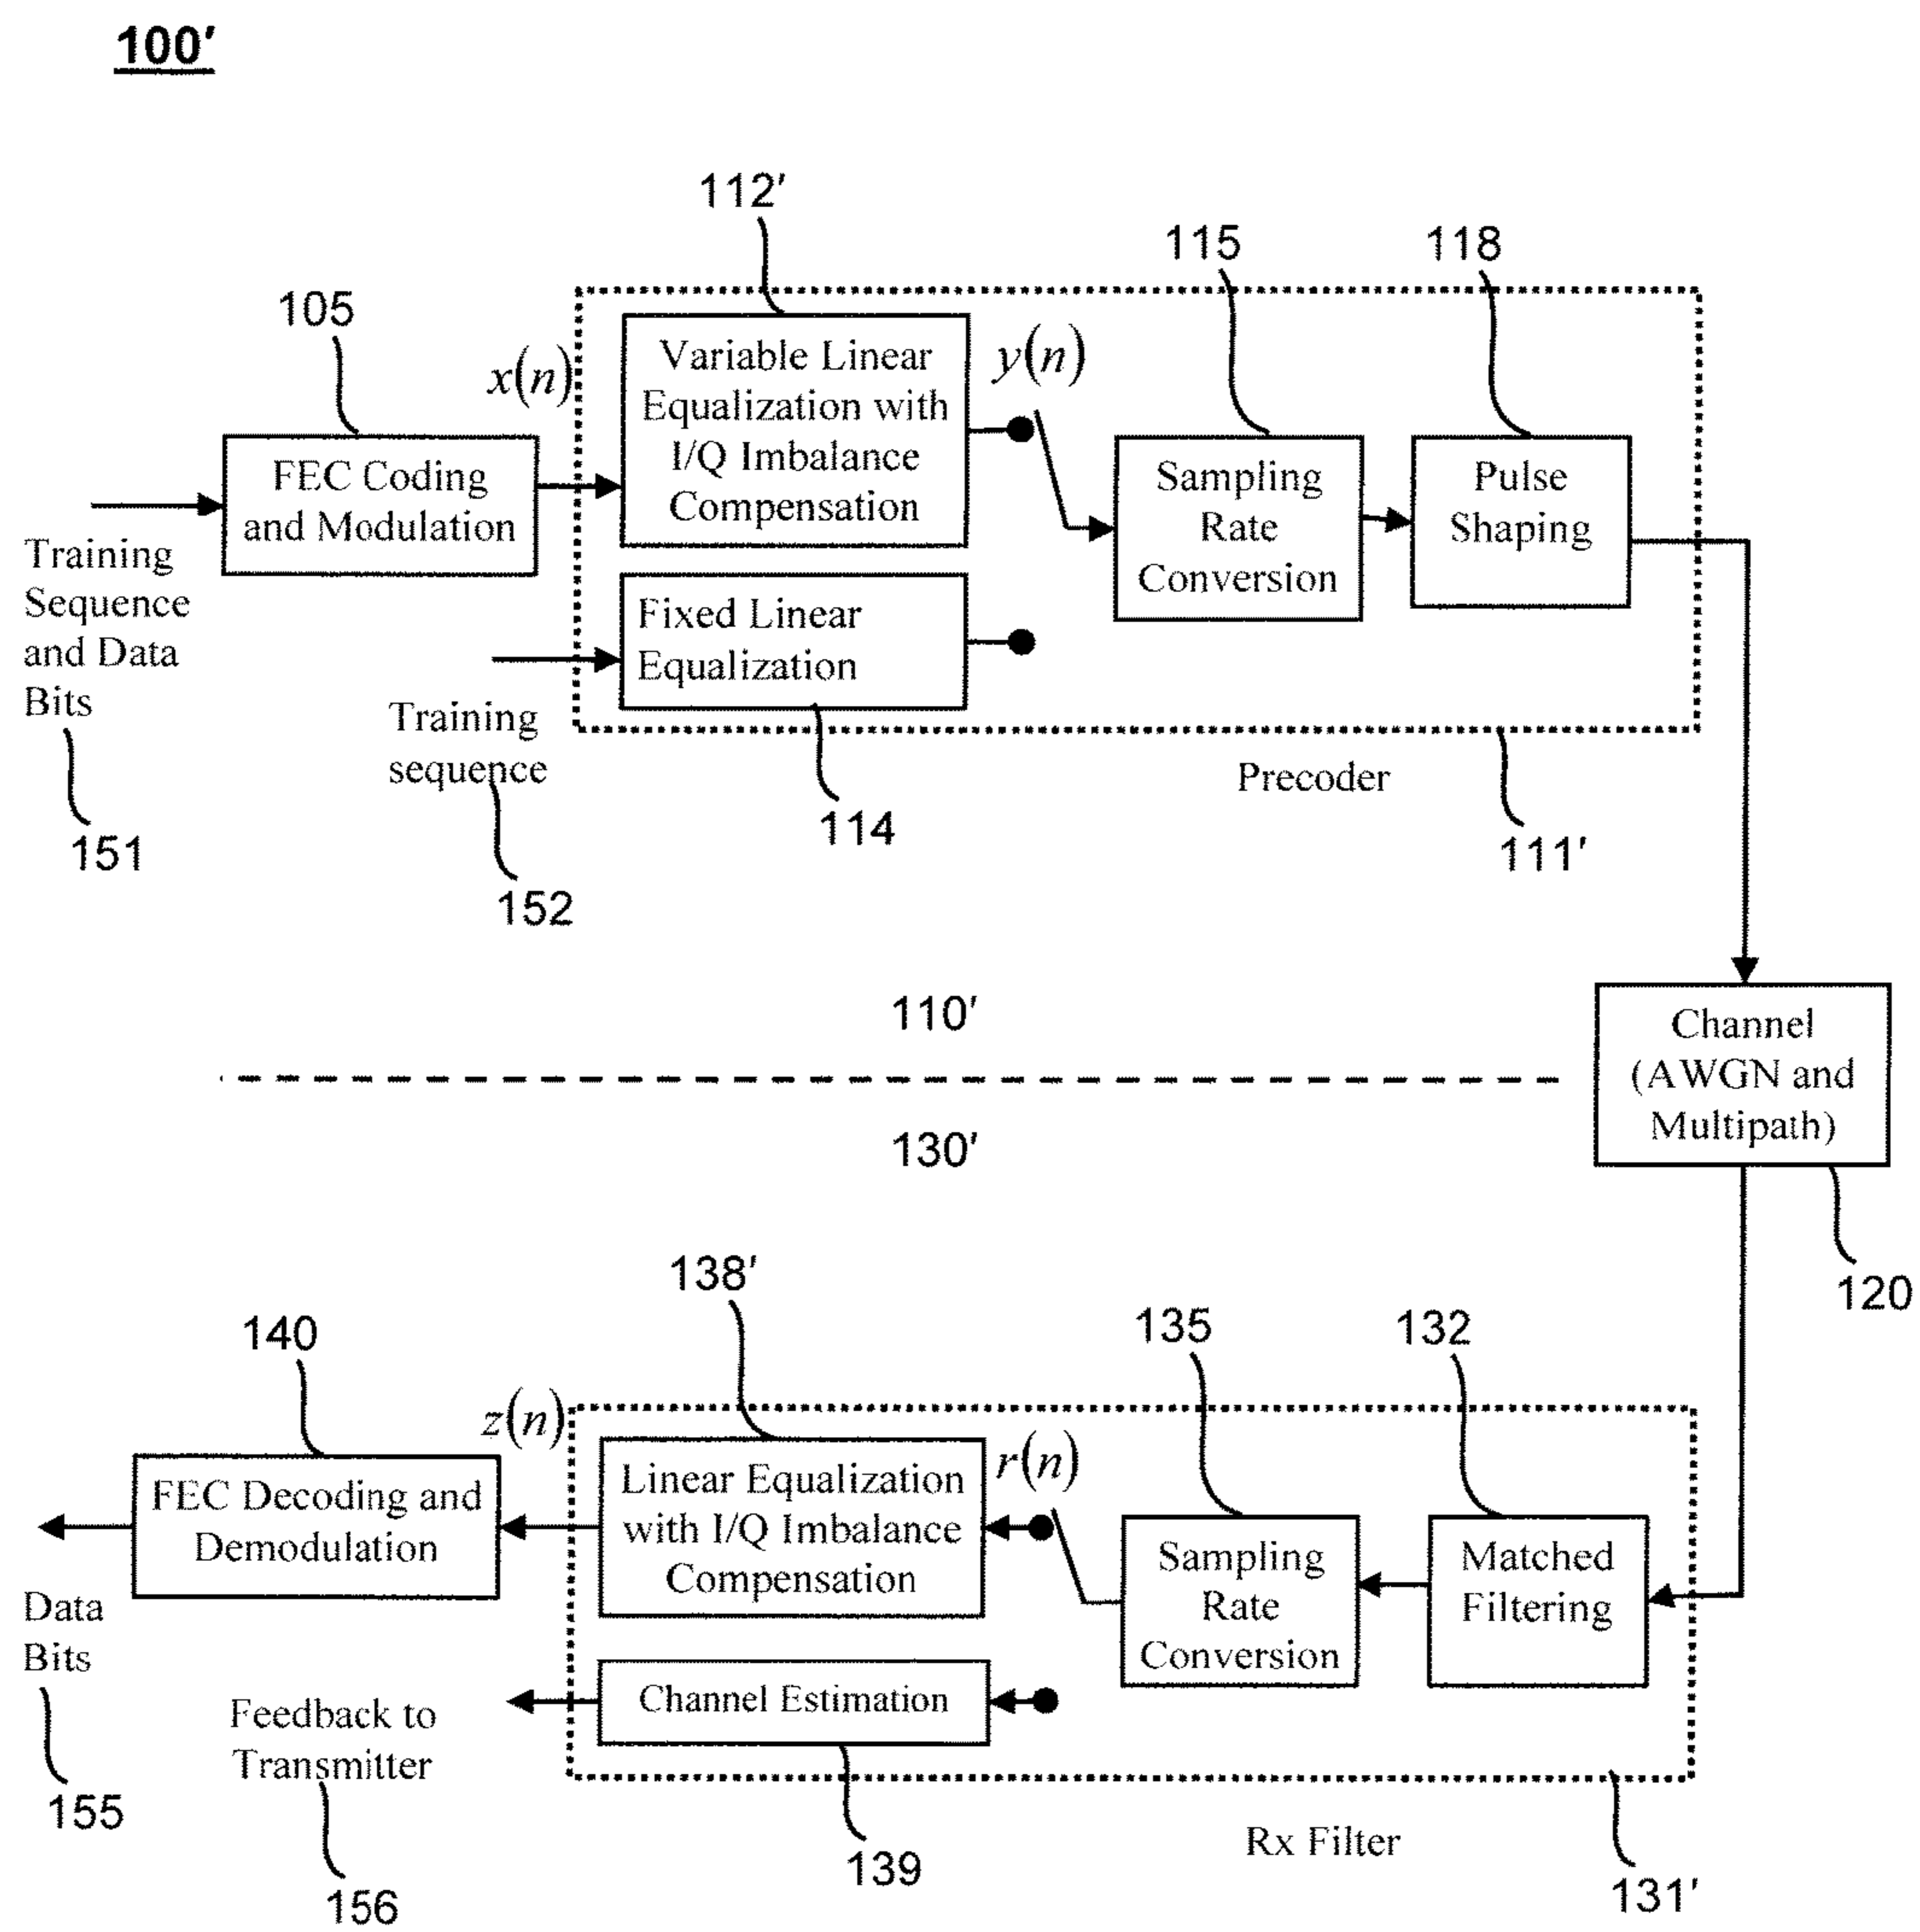 100′
112′
115
118
105
x(n)
Variable Linear
Equalization with
I/Q Imbalance
Compensation
y(n)
FEC Coding
and Modulation
Sampling
Rate
Conversion
Pulse
Shaping
Training
Sequence
and Data
Bits
Fixed Linear
Equalization
Training
sequence
Precoder
114
151
152
111′
110′
Channel
(AWGN and
Multipath)
130′
120
138′
140
135
132
z(n)
r(n)
FEC Decoding and
Demodulation
Linear Equalization
with I/Q Imbalance
Compensation
Sampling
Rate
Conversion
Matched
Filtering
Data
Bits
Channel Estimation
Feedback to
Transmitter
155
139
Rx Filter
156
131′